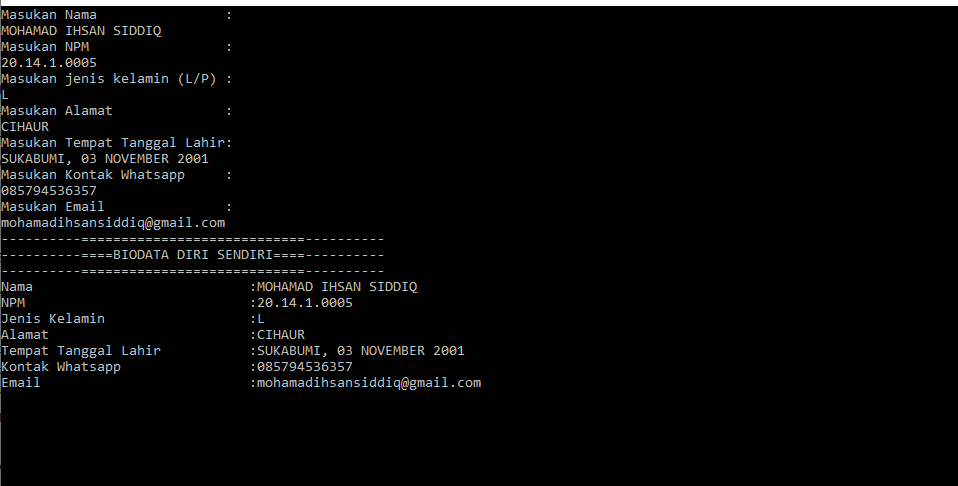 Masukan Nama                :
MOHAMAD IHSAN SIDDIQ
Masukan NPM                 :
20.14.1.0005
Masukan jenis kelamin (L/P) :
L
Masukan Alamat              :
CIHAUR
Masukan Tempat Tanggal Lahir:
SUKABUMI, 03 NOVEMBER 2001
Masukan Kontak Whatsapp     :
085794536357
Masukan Email               :
mohamadihsansiddiq@gmail.com
----------============================----------
----------====BIODATA DIRI SENDIRI====----------
----------============================----------
Nama                           :MOHAMAD IHSAN SIDDIQ
NPM                            :20.14.1.0005
Jenis Kelamin                  :L
Alamat                         :CIHAUR
Tempat Tanggal Lahir           :SUKABUMI, 03 NOVEMBER 2001
Kontak Whatsapp                :085794536357
Email                          :mohamadihsansiddiq@gmail.com